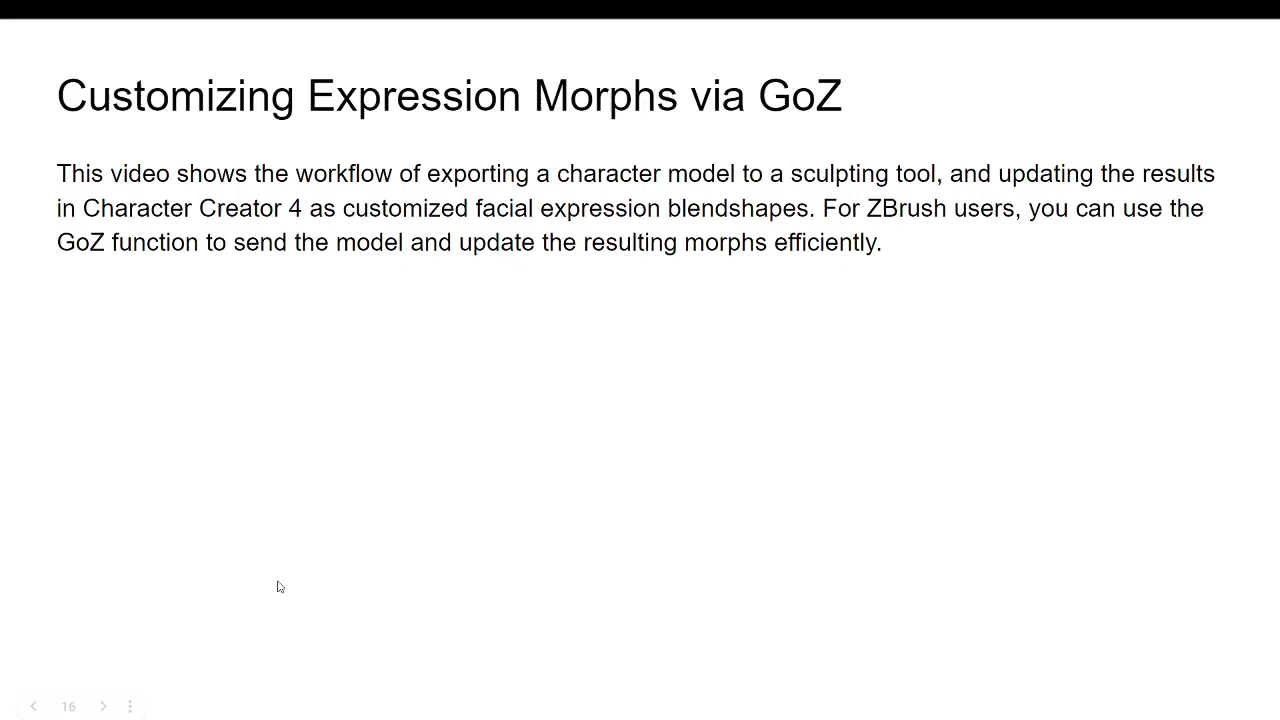 Customizing Expression Morphs via GoZ
This video shows the workflow of exporting a character model to a sculpting tool, and updating the results
in Character Creator 4 as customized facial expression blendshapes. For ZBrush users, you can use the
GoZ function to send the model and update the resulting morphs efficiently.
16